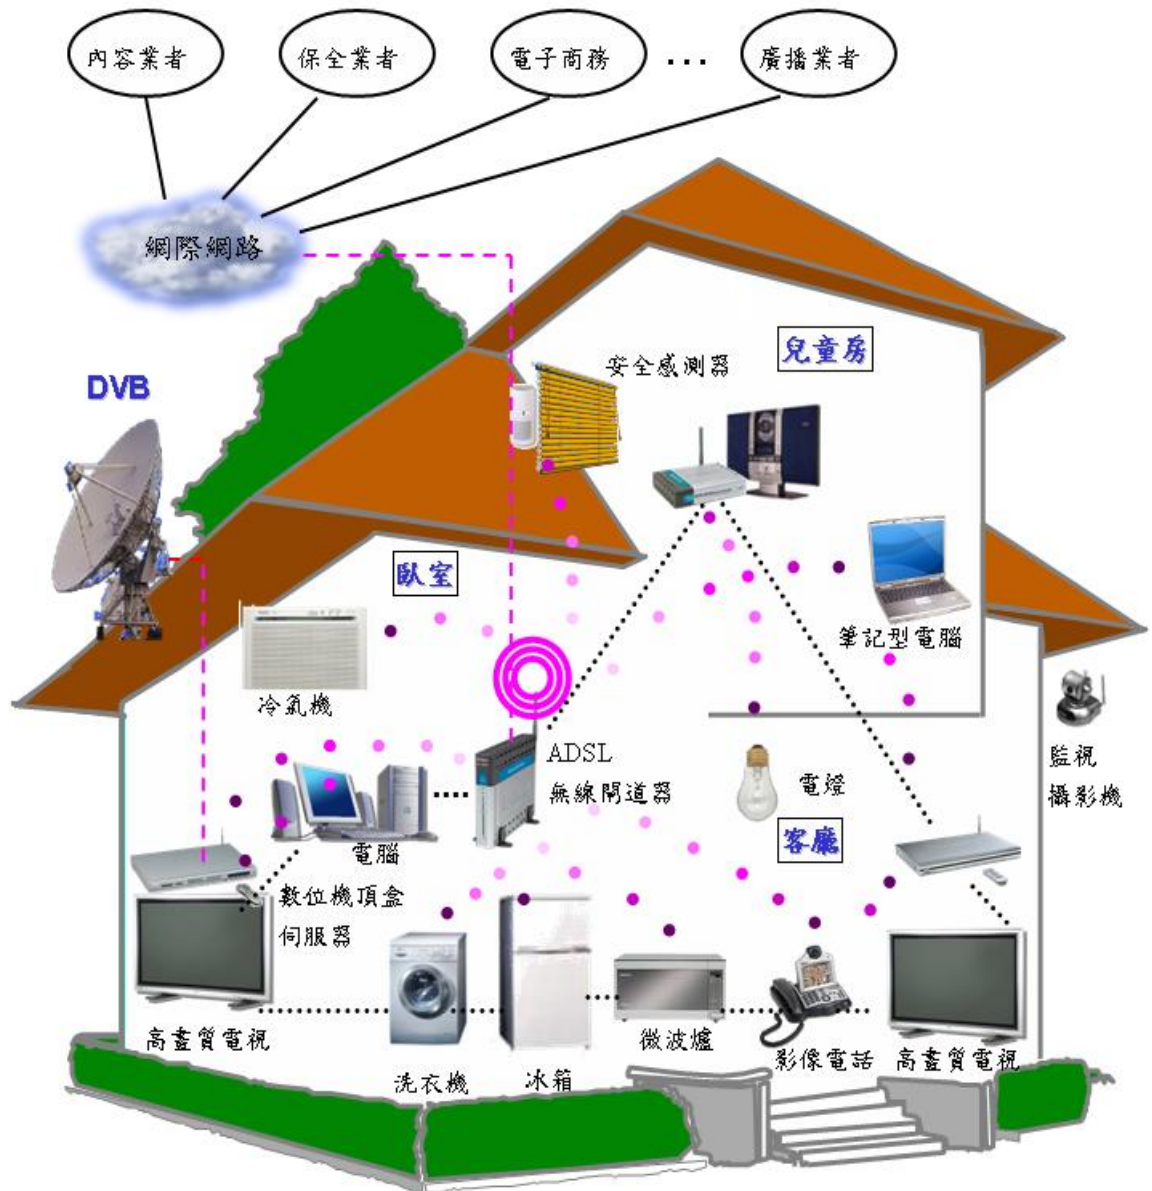 內容業者
保全業者
電子商務
...
廣播業者
網際網路
DVB
安全感測器
兒童房
臥室
筆記型電腦
冷氣機
ADSL
無線閘道器
電燈
監視
攝影機
客廳
電腦
數位機頂盒
伺服器
高畫質電視
洗衣機
冰箱
微波爐
影像電話
高畫質電視